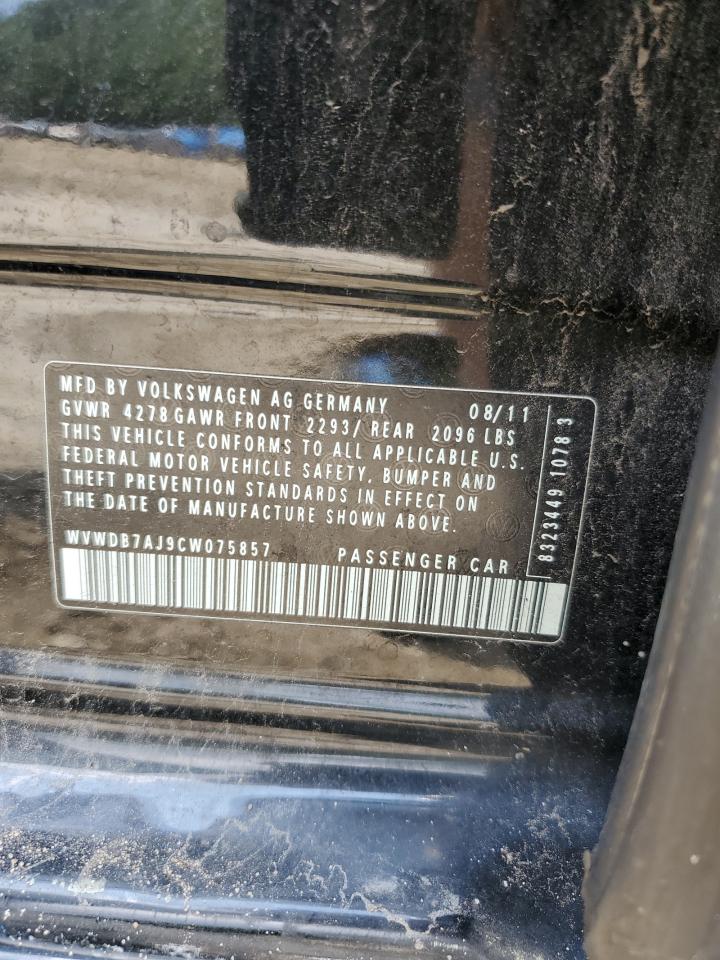 MFD BY VOLKSWAGEN AG GERMANY 08/11
GVWR 4278 GAWR FRONT 2293/ REAR 2096 LBS
THIS VEHICLE CONFORMS TO ALL APPLICABLE U.S.
FEDERAL MOTOR VEHICLE SAFETY, BUMPER AND
THEFT PREVENTION STANDARDS IN EFFECT ON
THE DATE OF MANUFACTURE SHOWN ABOVE.
WVWDB7AJ9CW075857 PASSENGER CAR
8323449 1078 3